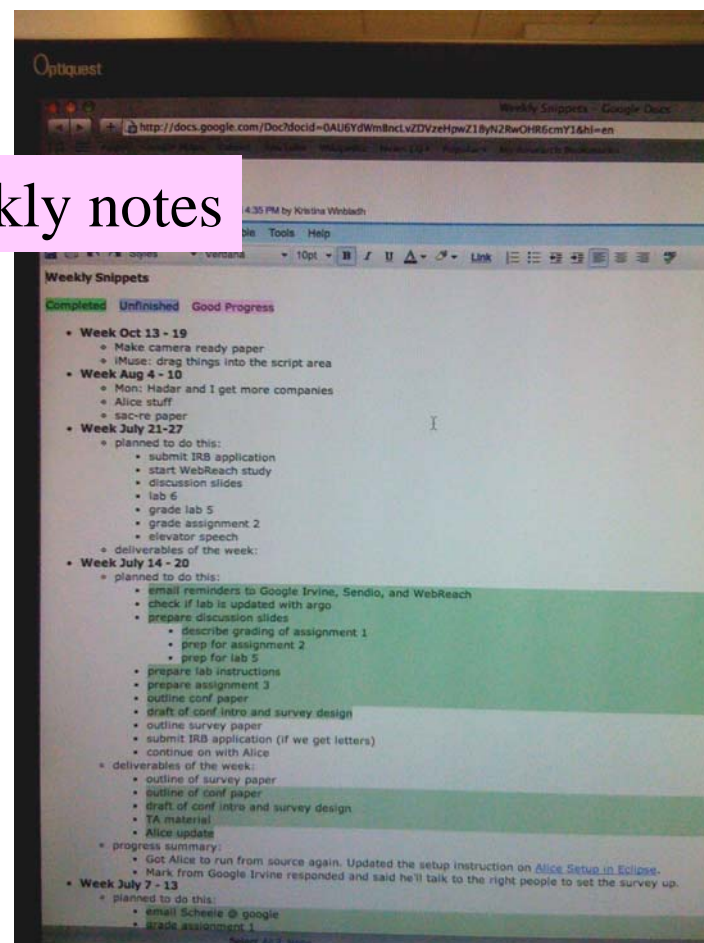 Optiquest
Weekly Snippets - Google Docs
http://docs.google.com/Doc?docid=0AU6YdWm8ncLvZDVzeHpwZ18yN2RwOHR6cmY1&hl=en
kly notes
4:35 PM by Kristina Winbladh
ble Tools Help
Styles Verdana 10pt B I U A Link
Weekly Snippets
Completed Unfinished Good Progress
• Week Oct 13 - 19
Make camera ready paper
iMuse: drag things into the script area
• Week Aug 4 - 10
Mon: Hadar and I get more companies
Alice stuff
sac-re paper
• Week July 21-27
planned to do this:
submit IRB application
start WebReach study
discussion slides
lab 6
grade lab 5
grade assignment 2
elevator speech
deliverables of the week:
• Week July 14 - 20
planned to do this:
email reminders to Google Irvine, Sendio, and WebReach
check if lab is updated with argo
prepare discussion slides
describe grading of assignment 1
prep for assignment 2
prep for lab 5
prepare lab instructions
prepare assignment 3
outline conf paper
draft of conf intro and survey design
outline survey paper
submit IRB application (if we get letters)
continue on with Alice
deliverables of the week:
outline of survey paper
outline of conf paper
draft of conf intro and survey design
TA material
Alice update
progress summary:
Got Alice to run from source again. Updated the setup instruction on Alice Setup in Eclipse.
Mark from Google Irvine responded and said he'll talk to the right people to set the survey up.
• Week July 7 - 13
planned to do this:
email Scheele @ google
grade assignment 1